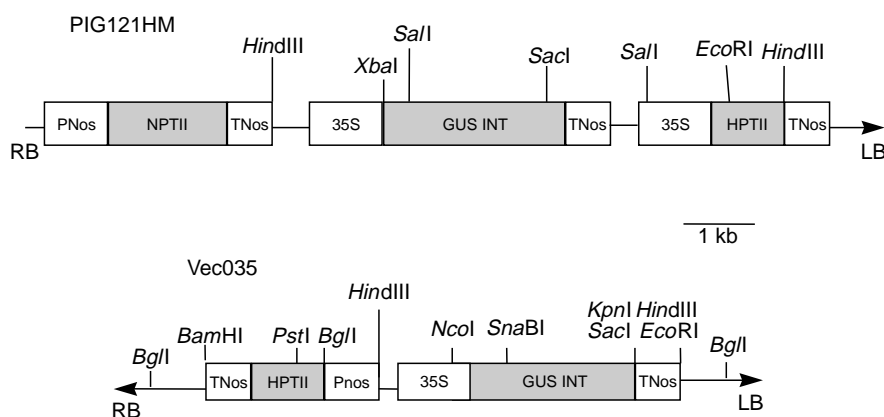 PIG121HM
HindIII
SalI
XbaI
SacI
SalI
EcoRI
HindIII
PNos
NPTII
TNos
35S
GUS INT
TNos
35S
HPTII
TNos
RB
LB
1 kb
Vec035
HindIII
BglI
BamHI
PstI
BglI
NcoI
SnaBI
KpnI
SacI
HindIII
EcoRI
BglI
TNos
HPTII
Pnos
35S
GUS INT
TNos
RB
LB